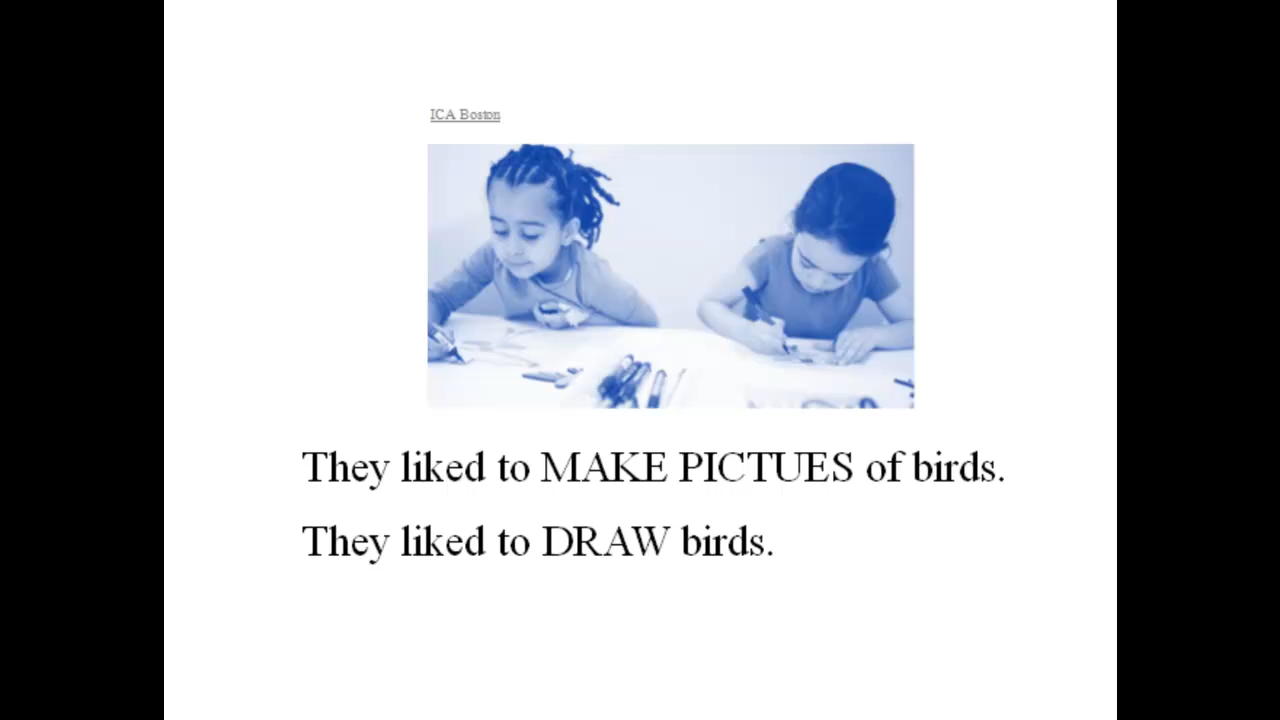 ICA Boston
They liked to MAKE PICTUES of birds.
They liked to DRAW birds.